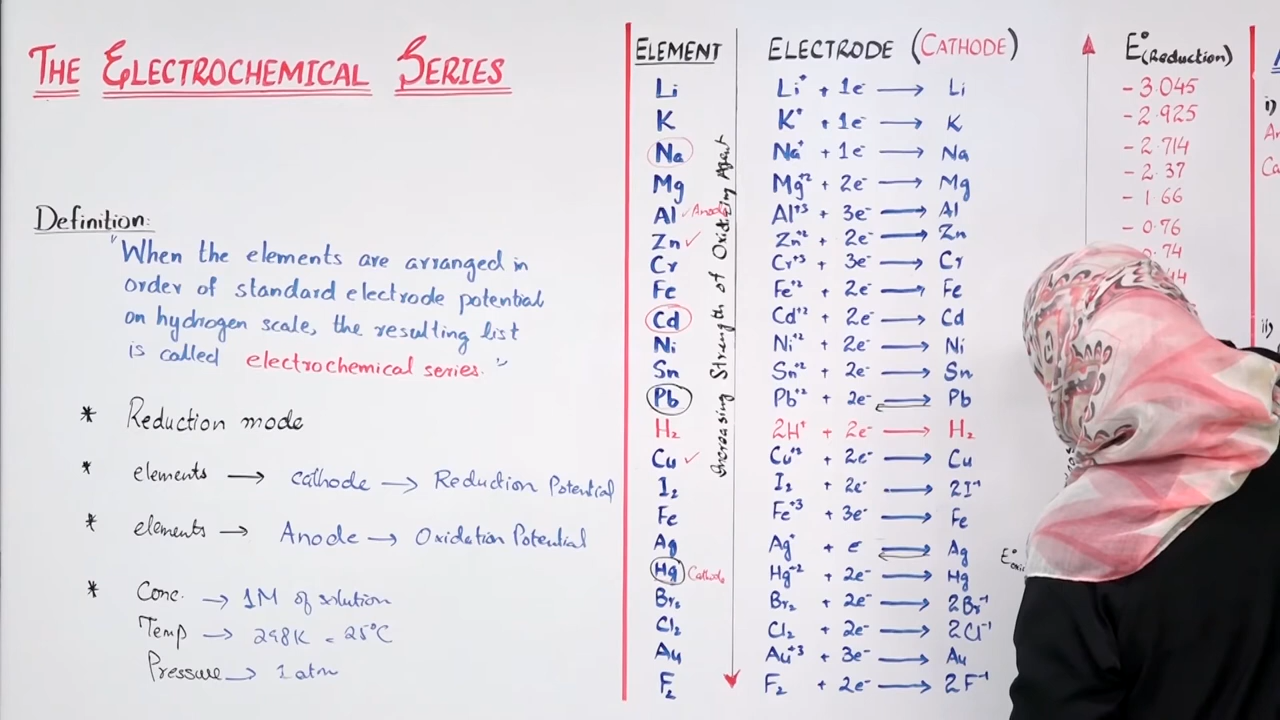 THE ELECTROCHEMICAL SERIES
Definition:
"When the elements are arranged in
order of standard electrode potential
on hydrogen scale, the resulting list
is called electrochemical series."
* Reduction mode
* elements → cathode → Reduction Potential
* elements → Anode → Oxidation Potential
* Conc. → 1M of solution
Temp → 298K = 25°C
Pressure → 1 atm
ELEMENT ELECTRODE (CATHODE) E°(Reduction)
Li Li⁺ + 1e⁻ → Li -3.045
K K⁺ + 1e⁻ → K -2.925
Na Na⁺ + 1e⁻ → Na -2.714
Mg Mg⁺² + 2e⁻ → Mg -2.37
Al ✓ Anode Al⁺³ + 3e⁻ → Al -1.66
Zn ✓ Zn⁺² + 2e⁻ → Zn -0.76
Cr Cr⁺³ + 3e⁻ → Cr 0.74
Fe Fe⁺² + 2e⁻ → Fe 44
Cd Cd⁺² + 2e⁻ → Cd
Ni Ni⁺² + 2e⁻ → Ni
Sn Sn⁺² + 2e⁻ → Sn
Pb Pb⁺² + 2e⁻ → Pb
H₂ 2H⁺ + 2e⁻ → H₂
Cu ✓ Cu⁺² + 2e⁻ → Cu
I₂ I₂ + 2e⁻ → 2I⁻¹
Fe Fe⁺³ + 3e⁻ → Fe
Ag Ag⁺ + e⁻ → Ag
Hg Cathode Hg⁺² + 2e⁻ → Hg
Br₂ Br₂ + 2e⁻ → 2Br⁻¹
Cl₂ Cl₂ + 2e⁻ → 2Cl⁻¹
Au Au⁺³ + 3e⁻ → Au
F₂ F₂ + 2e⁻ → 2F⁻¹
Increasing Strength of Oxidizing Agent
i)
ii)